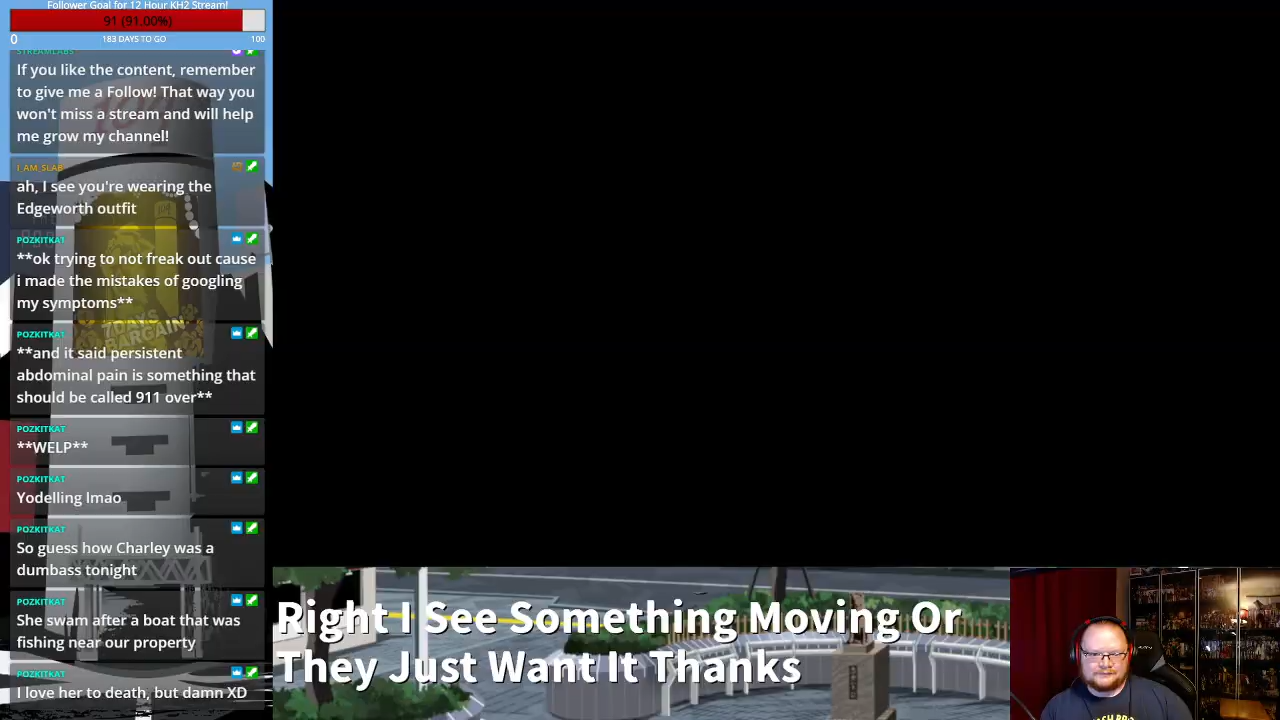 Follower Goal for 12 Hour KH2 Stream!
91 (91.00%)
0 183 DAYS TO GO 100
STREAMLABS
If you like the content, remember
to give me a Follow! That way you
won't miss a stream and will help
me grow my channel!
I_AM_SLAB
ah, I see you're wearing the
Edgeworth outfit
POZKITKAT
**ok trying to not freak out cause
i made the mistakes of googling
my symptoms**
POZKITKAT
**and it said persistent
abdominal pain is something that
should be called 911 over**
POZKITKAT
**WELP**
POZKITKAT
Yodelling lmao
POZKITKAT
So guess how Charley was a
dumbass tonight
POZKITKAT
She swam after a boat that was
fishing near our property
POZKITKAT
I love her to death, but damn XD
7DAYS
BARGAIN
Right I See Something Moving Or
They Just Want It Thanks